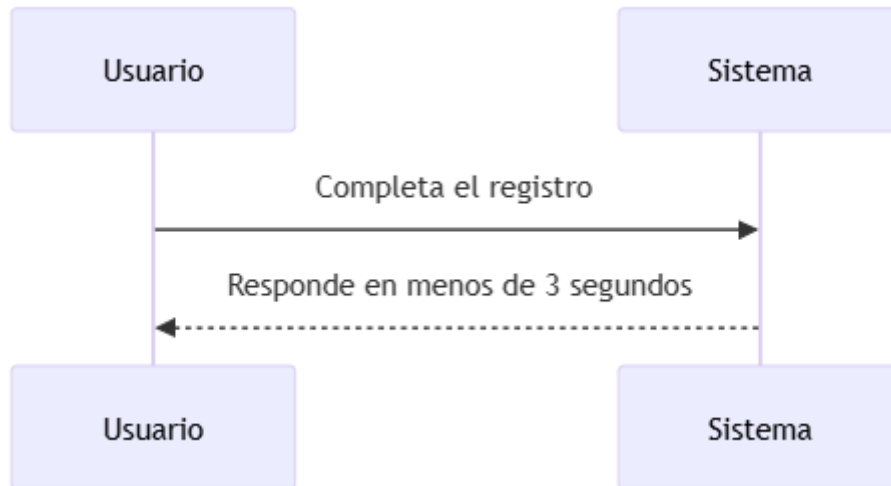 Usuario
Sistema
Completa el registro
Responde en menos de 3 segundos
Usuario
Sistema